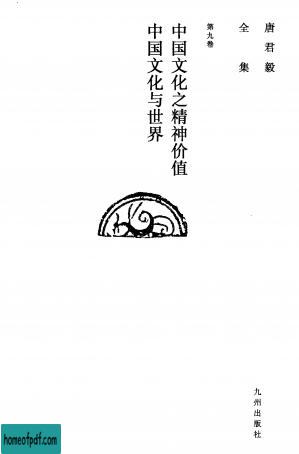 唐君毅
全集
第九卷
中国文化之精神价值
中国文化与世界
九州出版社
homeofpdf.com